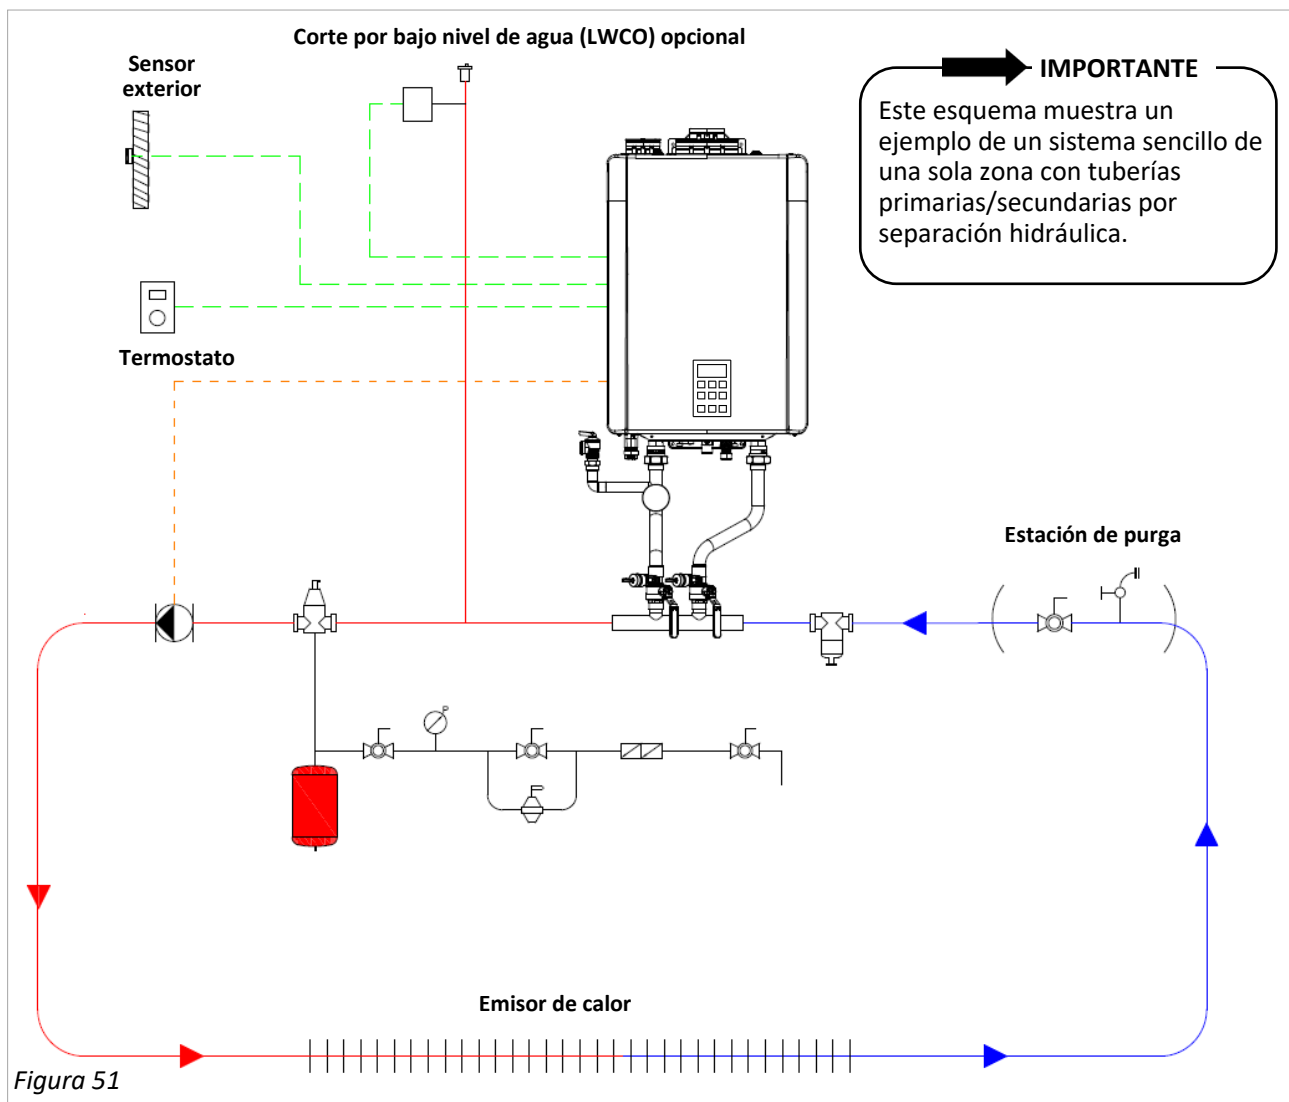 Corte por bajo nivel de agua (LWCO) opcional
Sensor
exterior
IMPORTANTE
Este esquema muestra un
ejemplo de un sistema sencillo de
una sola zona con tuberías
primarias/secundarias por
separación hidráulica.
Termostato
Estación de purga
P
Emisor de calor
Figura 51